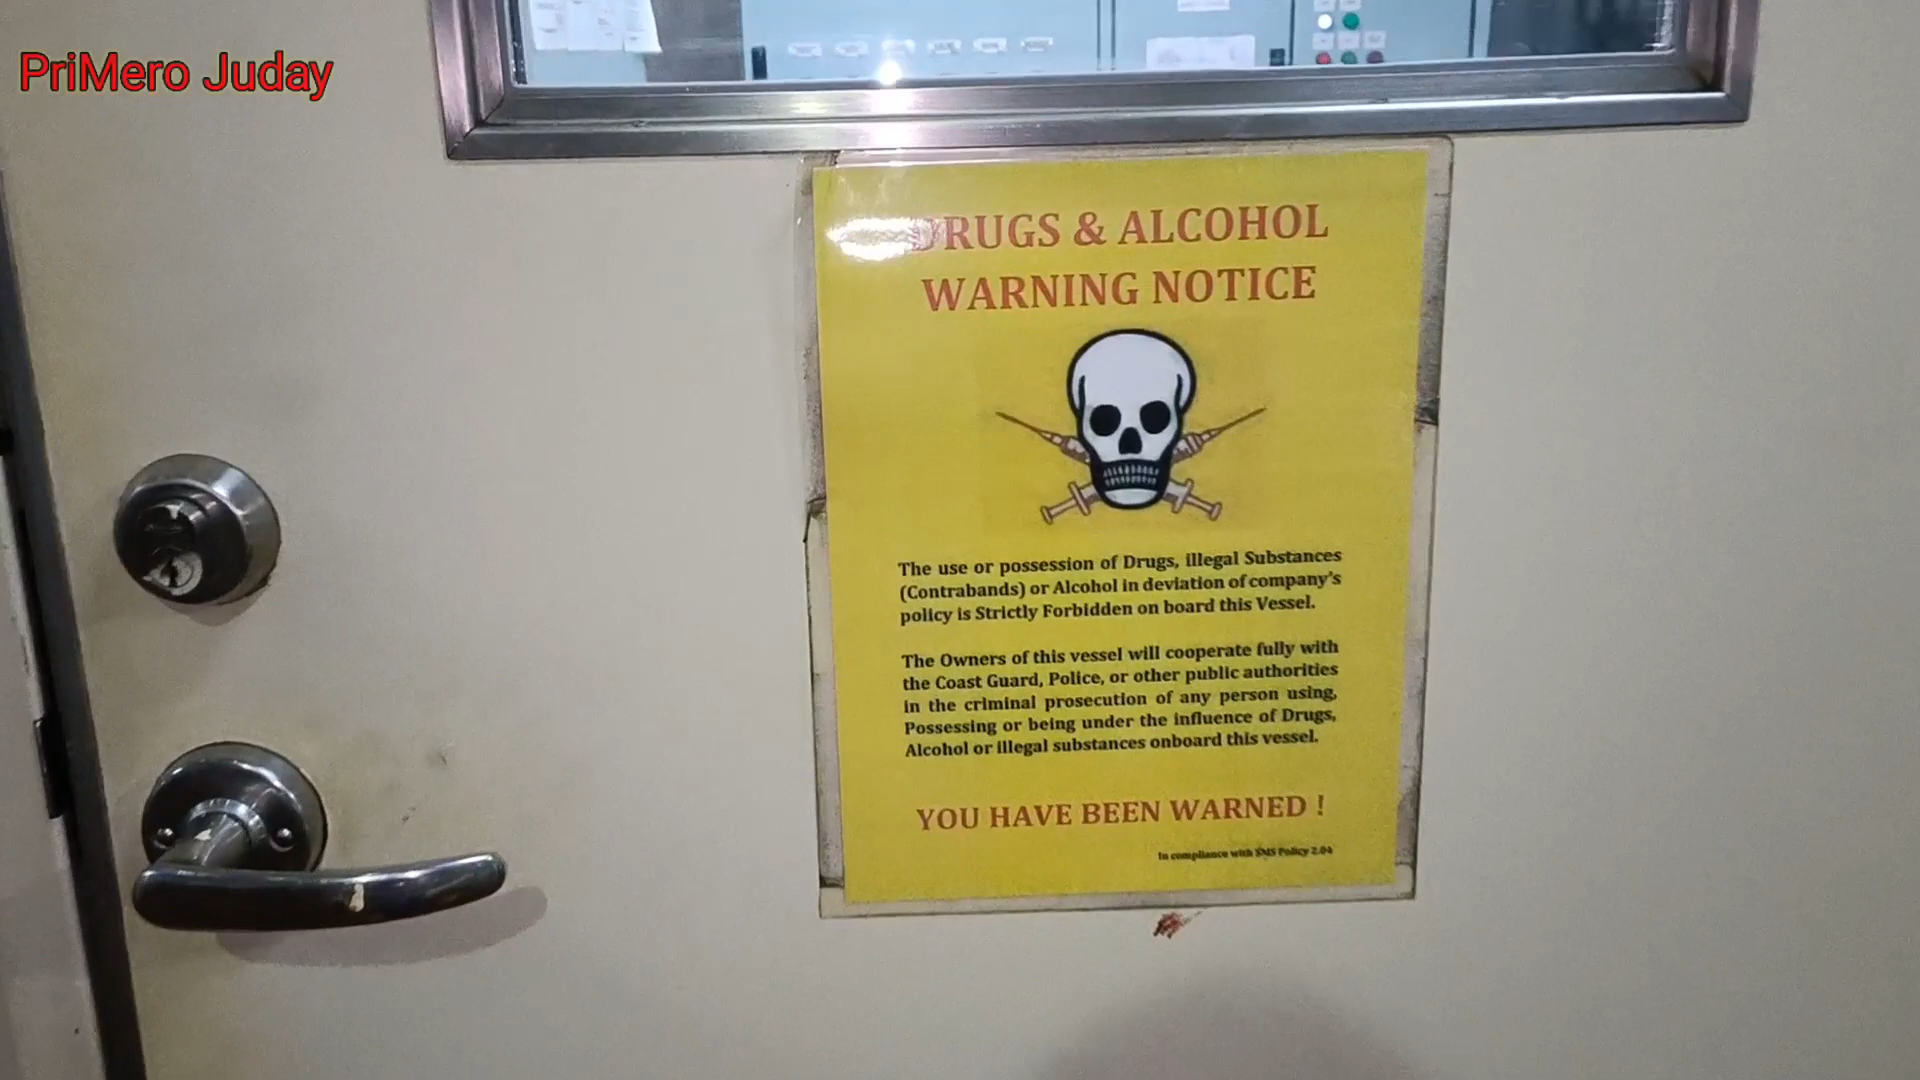 PriMero Juday
DRUGS & ALCOHOL
WARNING NOTICE
The use or possession of Drugs, illegal Substances
(Contrabands) or Alcohol in deviation of company's
policy is Strictly Forbidden on board this Vessel.
The Owners of this vessel will cooperate fully with
the Coast Guard, Police, or other public authorities
in the criminal prosecution of any person using,
Possessing or being under the influence of Drugs,
Alcohol or illegal substances onboard this vessel.
YOU HAVE BEEN WARNED !
In compliance with SMS Policy 2.04